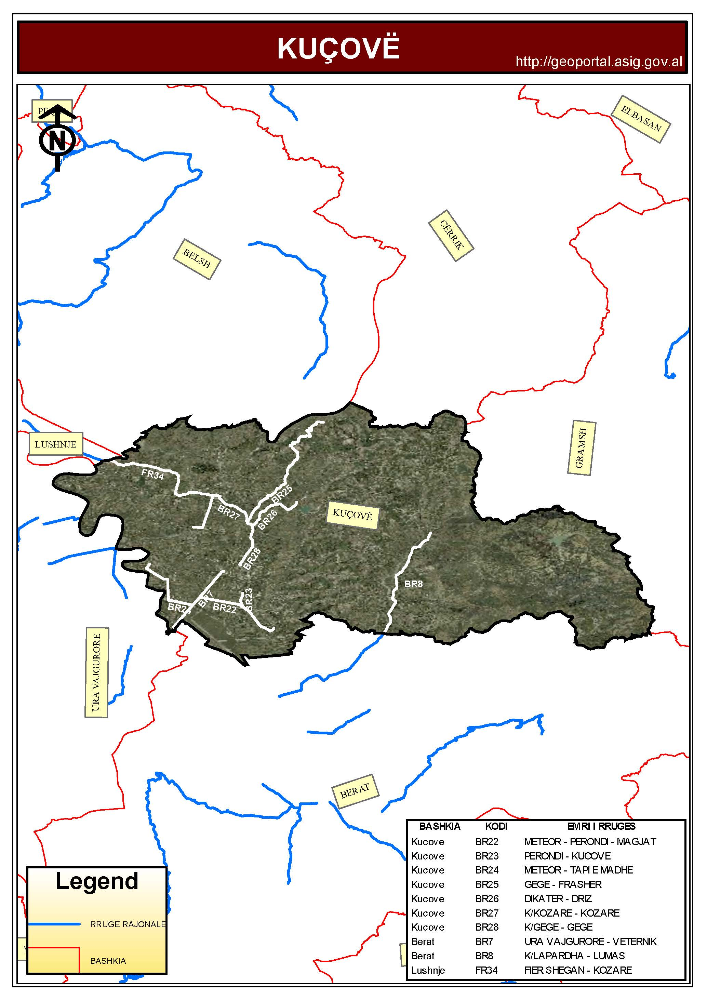 KUÇOVË
http://geoportal.asig.gov.al
N
ELBASAN
CËRRIK
BELSH
LUSHNJE
GRAMSH
FR34
BR25
BR27
BR26
KUÇOVË
BR28
BR8
BR7
BR23
BR24
BR22
URA VAJGURORE
BERAT
BASHKIA KODI EMRI I RRUGES
Kucove BR22 METEOR - PERONDI - MAGJAT
Kucove BR23 PERONDI - KUCOVE
Kucove BR24 METEOR - TAPI E MADHE
Kucove BR25 GEGE - FRASHER
Kucove BR26 DIKATER - DRIZ
Kucove BR27 K/KOZARE - KOZARE
Kucove BR28 K/GEGE - GEGE
Berat BR7 URA VAJGURORE - VETERNIK
Berat BR8 K/LAPARDHA - LUMAS
Lushnje FR34 FIER SHEGAN - KOZARE
Legend
RRUGE RAJONALE
BASHKIA